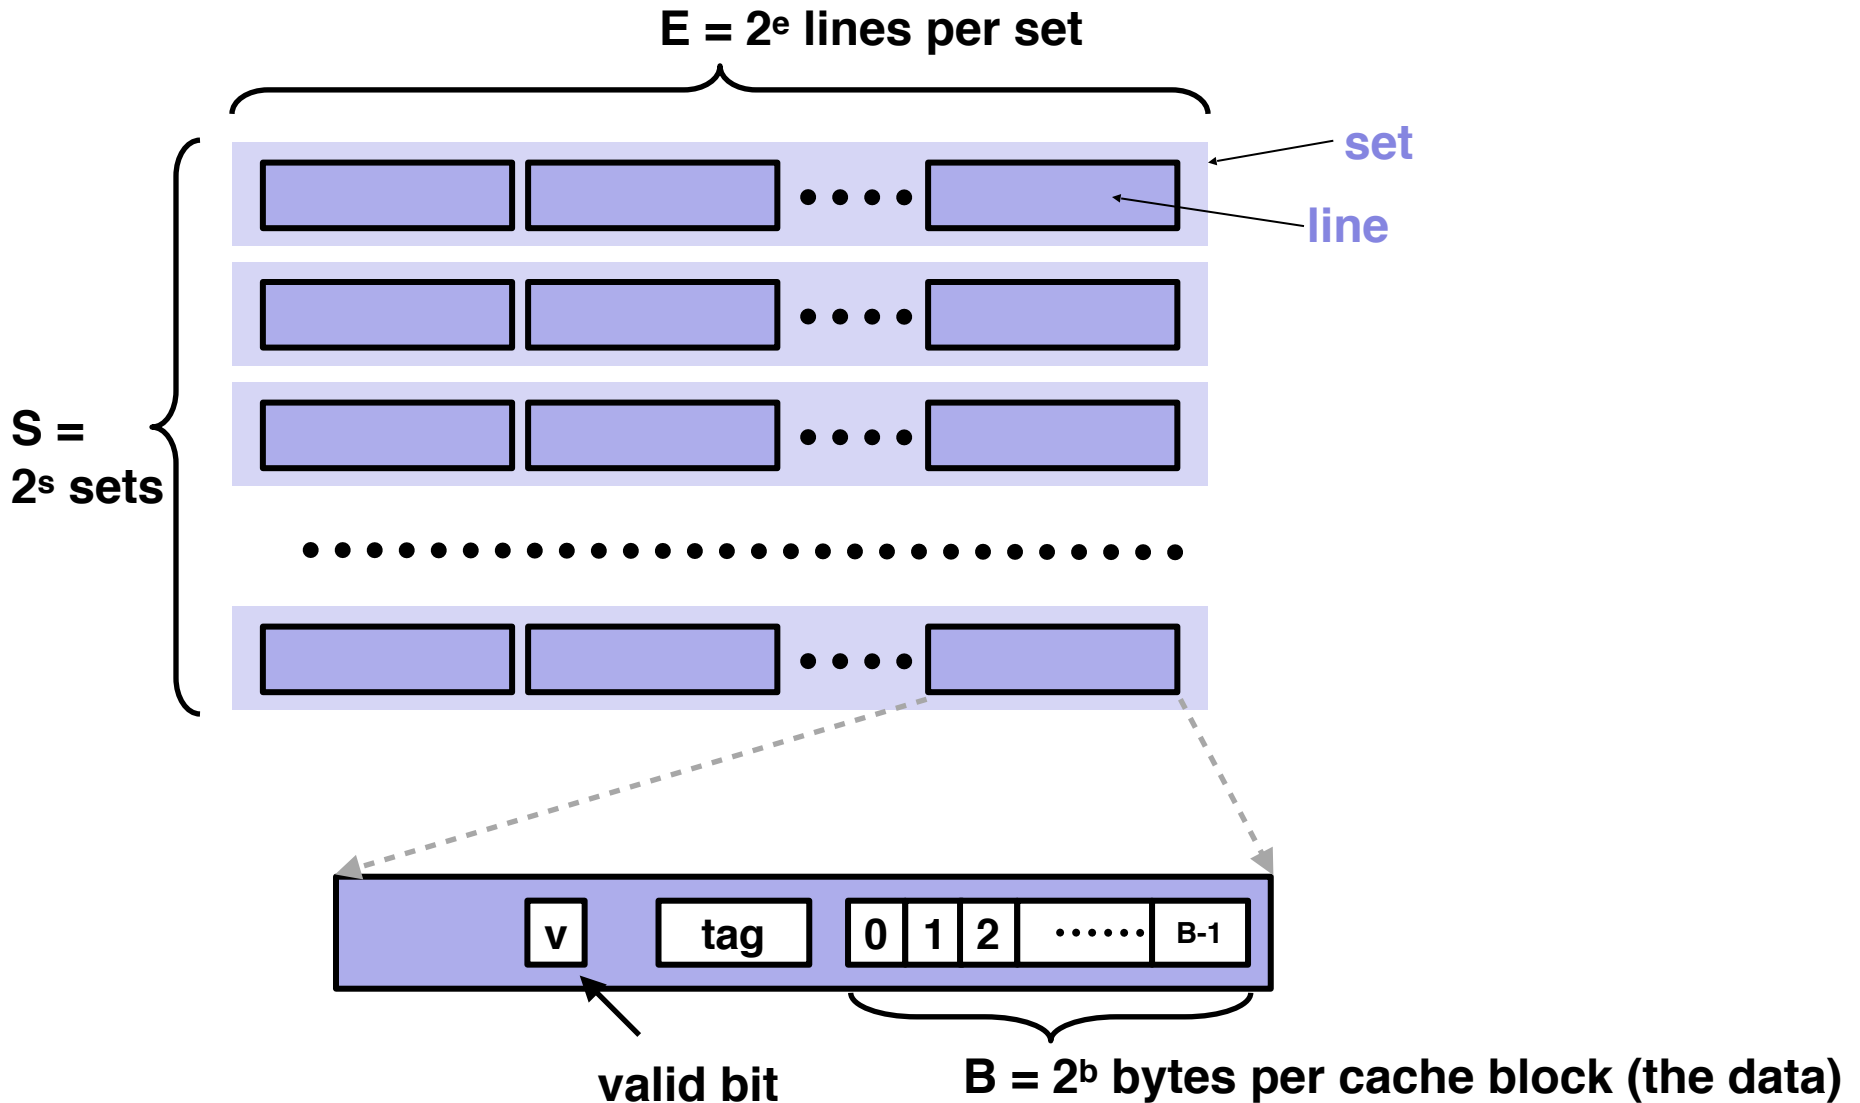 E = 2ᵉ lines per set
set
line
S =
2ˢ sets
v
tag
0 1 2 ...... B-1
valid bit
B = 2ᵇ bytes per cache block (the data)